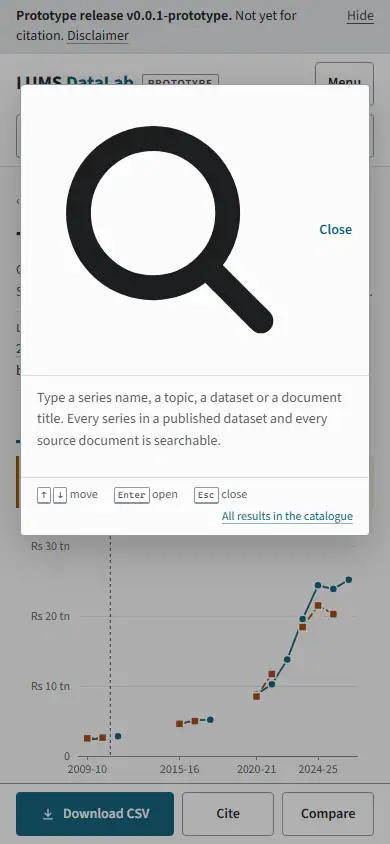 Prototype release v0.0.1-prototype. Not yet for
citation. Disclaimer
Hide
LUMS DataLab
PROTOTYPE
Menu
Close
Type a series name, a topic, a dataset or a document
title. Every series in a published dataset and every
source document is searchable.
↑ ↓ move Enter open Esc close
All results in the catalogue
Rs 30 tn
Rs 20 tn
Rs 10 tn
0
2009-10 2015-16 2020-21 2024-25
Download CSV
Cite
Compare